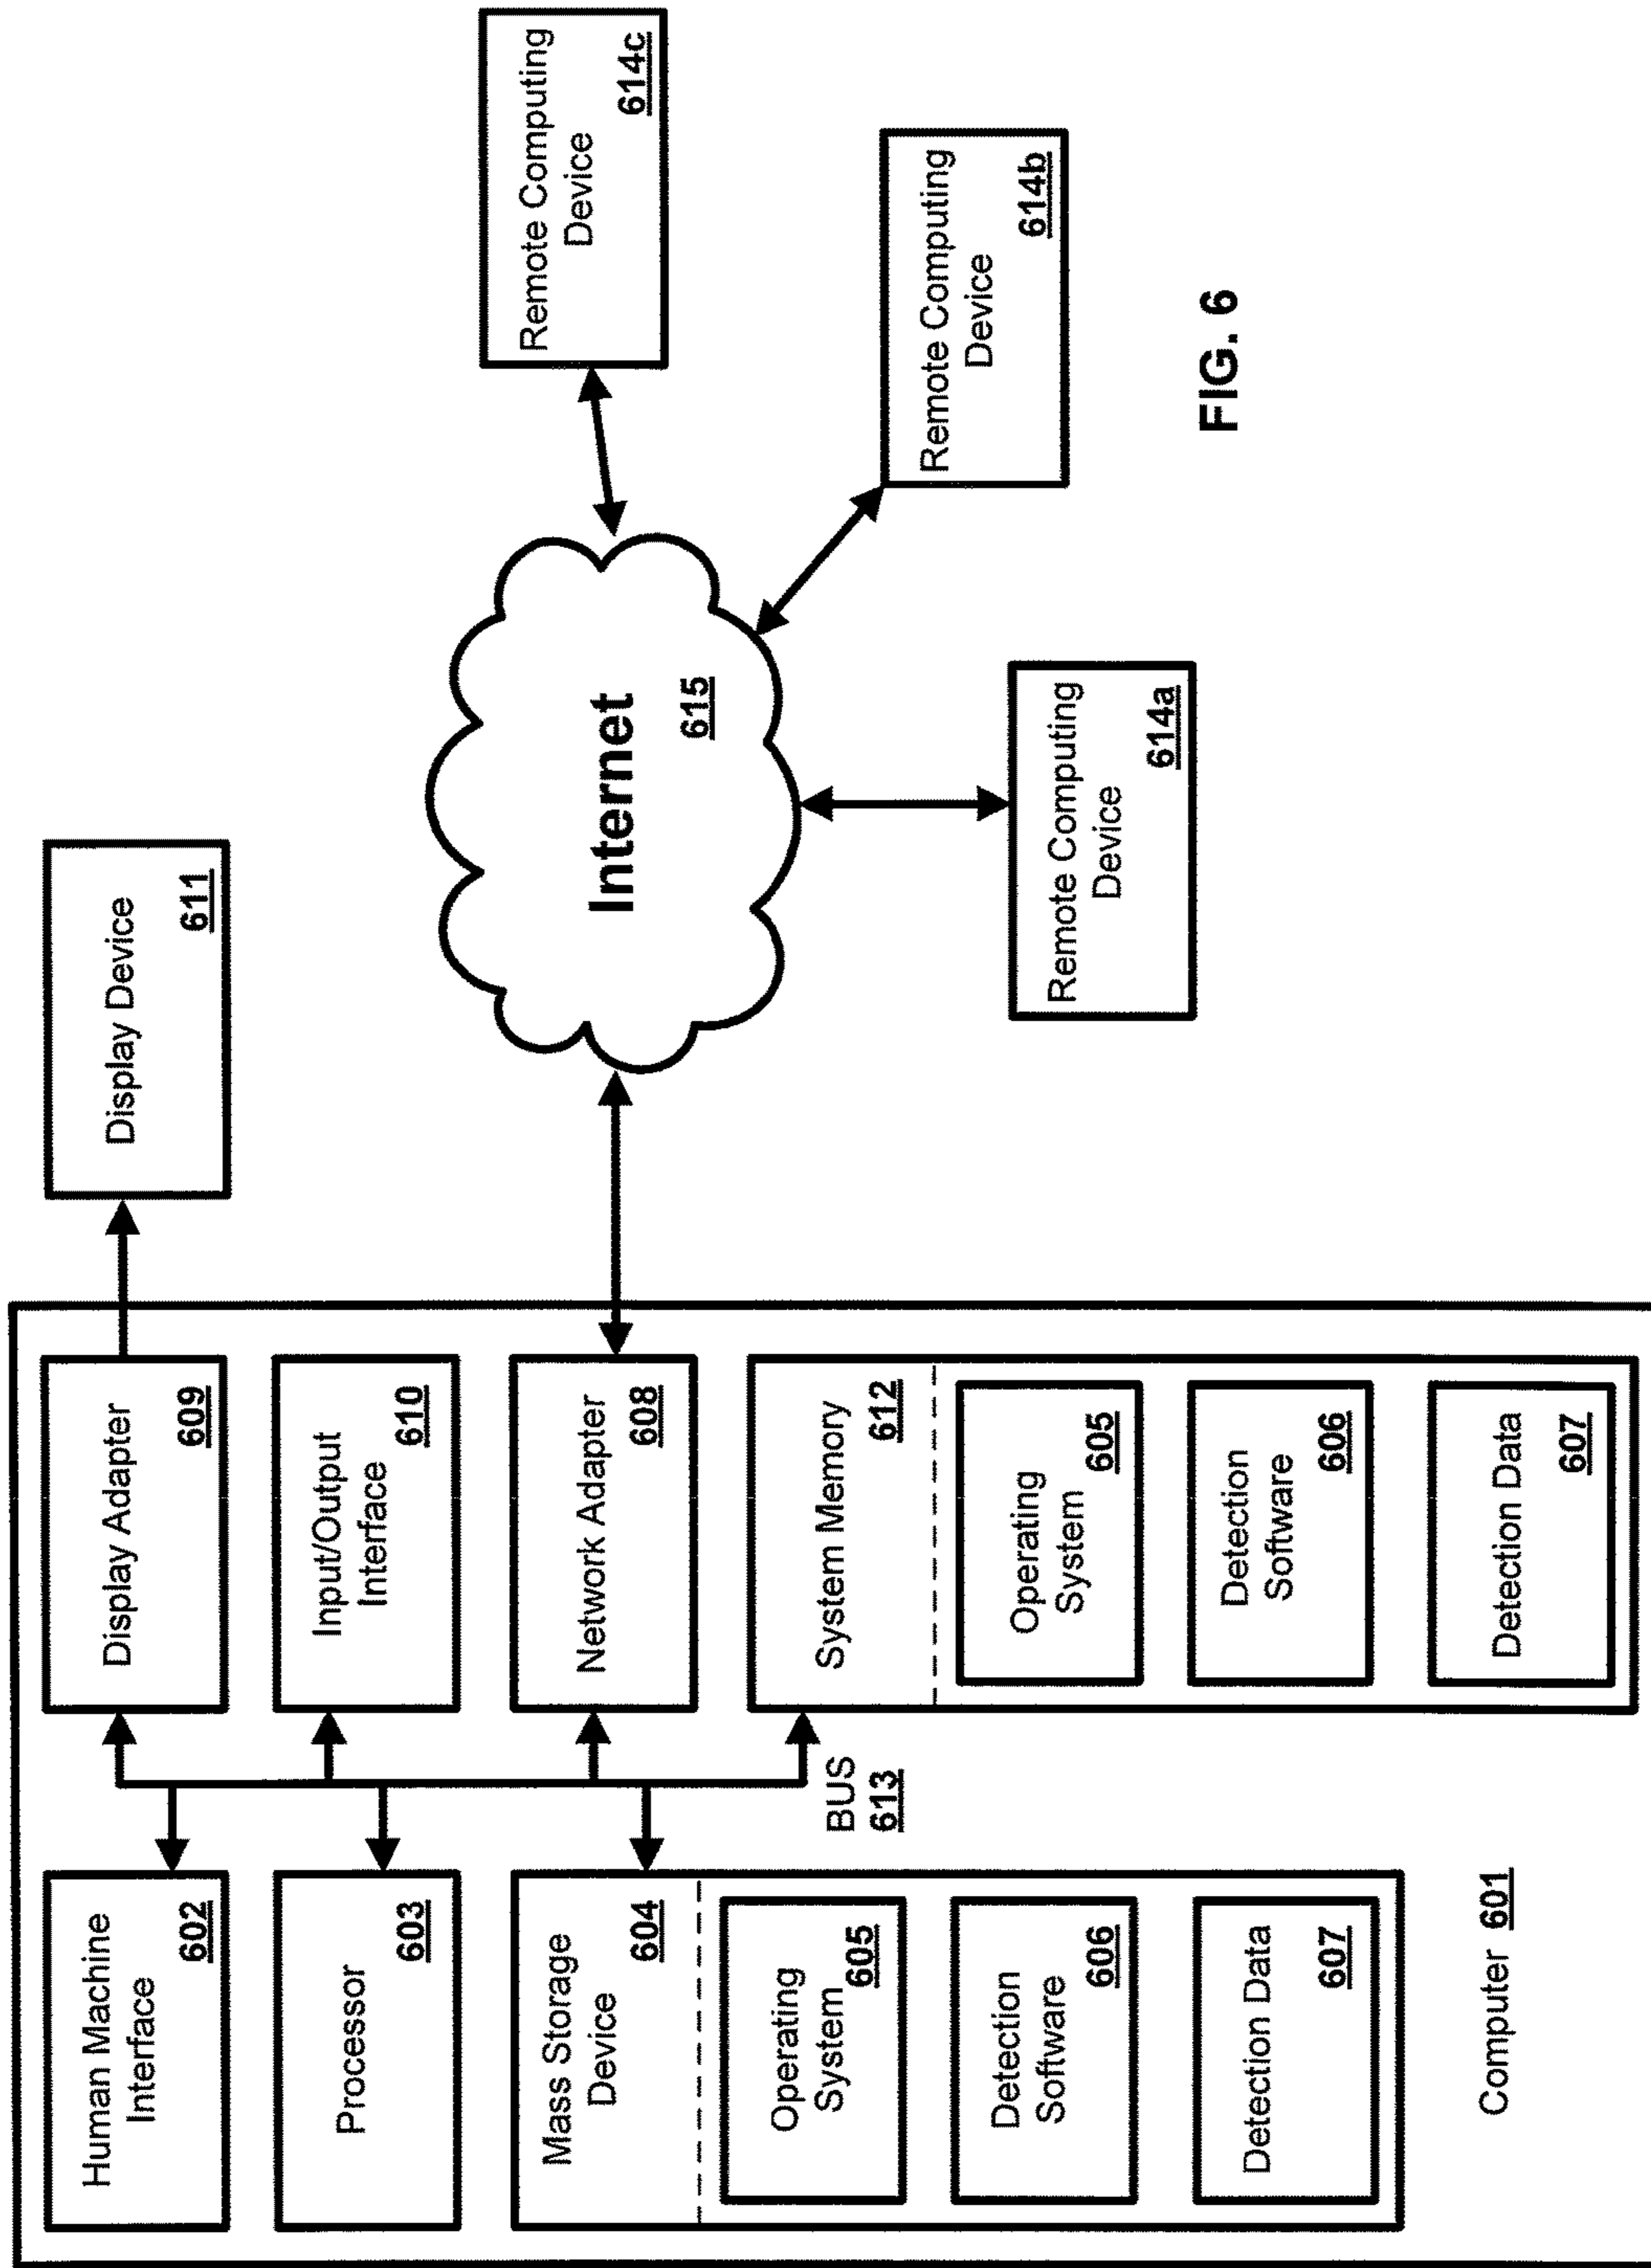 Human Machine
Interface
602
Processor
603
Mass Storage
Device
604
Operating
System
605
Detection
Software
606
Detection Data
607
Computer 601
BUS
613
Display Adapter
609
Input/Output
Interface
610
Network Adapter
608
System Memory
612
Operating
System
605
Detection
Software
606
Detection Data
607
Display Device
611
Internet
615
Remote Computing
Device
614a
Remote Computing
Device
614b
Remote Computing
Device
614c
FIG. 6